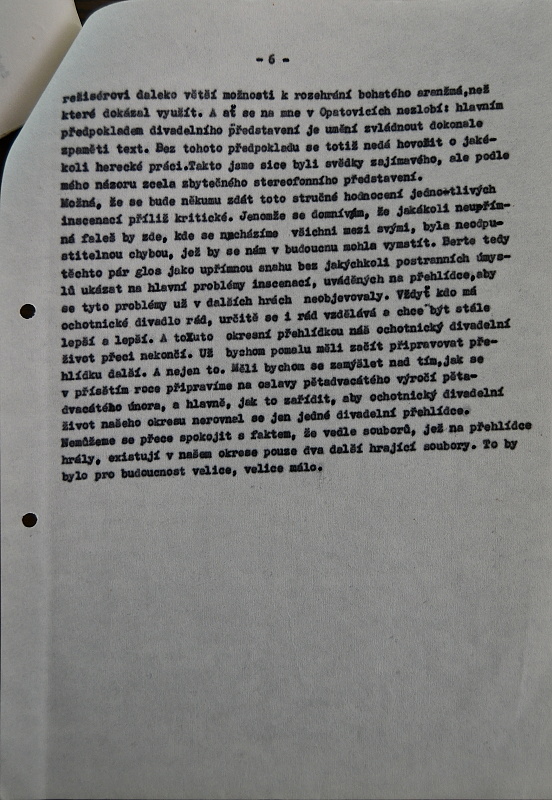 - 6 -
režisérovi daleko větší možnosti k rozehrání bohatého aranžmá,než
které dokázal využít. A ať se na mne v Opatovicích nezlobí: hlavním
předpokladem divadelního představení je umění zvládnout dokonale
zpaměti text. Bez tohoto předpokladu se totiž nedá hovořit o jaké-
koli herecké práci.Takto jsme sice byli svědky zajímavého, ale podle
mého názoru zcela zbytečného stereofonního představení.
Možná, že se bude někomu zdát toto stručné hodnocení jednotlivých
inscenací příliš kritické. Jenomže se domnívám, že jakákoli neupřím-
ná faleš by zde, kde se nacházíme všichni mezi svými, byla neodpu-
stitelnou chybou, jež by se nám v budoucnu mohla vymstít. Berte tedy
těchto pár glos jako upřímnou snahu bez jakýchkoli postranních úmys-
lů ukázat na hlavní problémy inscenací, uváděných na přehlídce,aby
se tyto problémy už v dalších hrách neobjevovaly. Vždyť kdo má
ochotnické divadlo rád, určitě se i rád vzdělává a chce být stále
lepší a lepší. A touto okresní přehlídkou náš ochotnický divadelní
život přeci nekončí. Už bychom pomalu měli začít připravovat pře-
hlídku další. A nejen to. Měli bychom se zamýšlet nad tím,jak se
v příštím roce připravíme na oslavy pětadvacátého výročí pěta-
dvacátého února, a hlavně, jak to zařídit, aby ochotnický divadelní
život našeho okresu nerovnel se jen jedné divadelní přehlídce.
Nemůžeme se přece spokojit s faktem, že vedle souborů, jež na přehlídce
hrály, existují v našem okrese pouze dva další hrající soubory. To by
bylo pro budoucnost velice, velice málo.